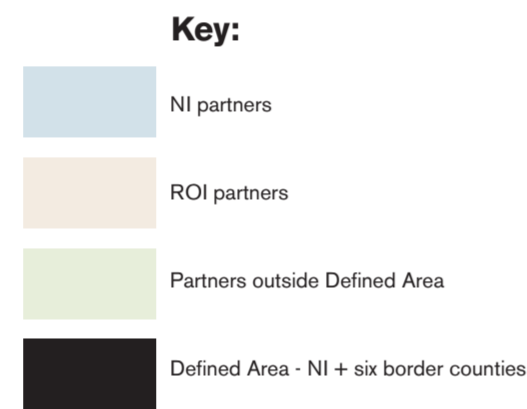 Key:
NI partners
ROI partners
Partners outside Defined Area
Defined Area - NI + six border counties